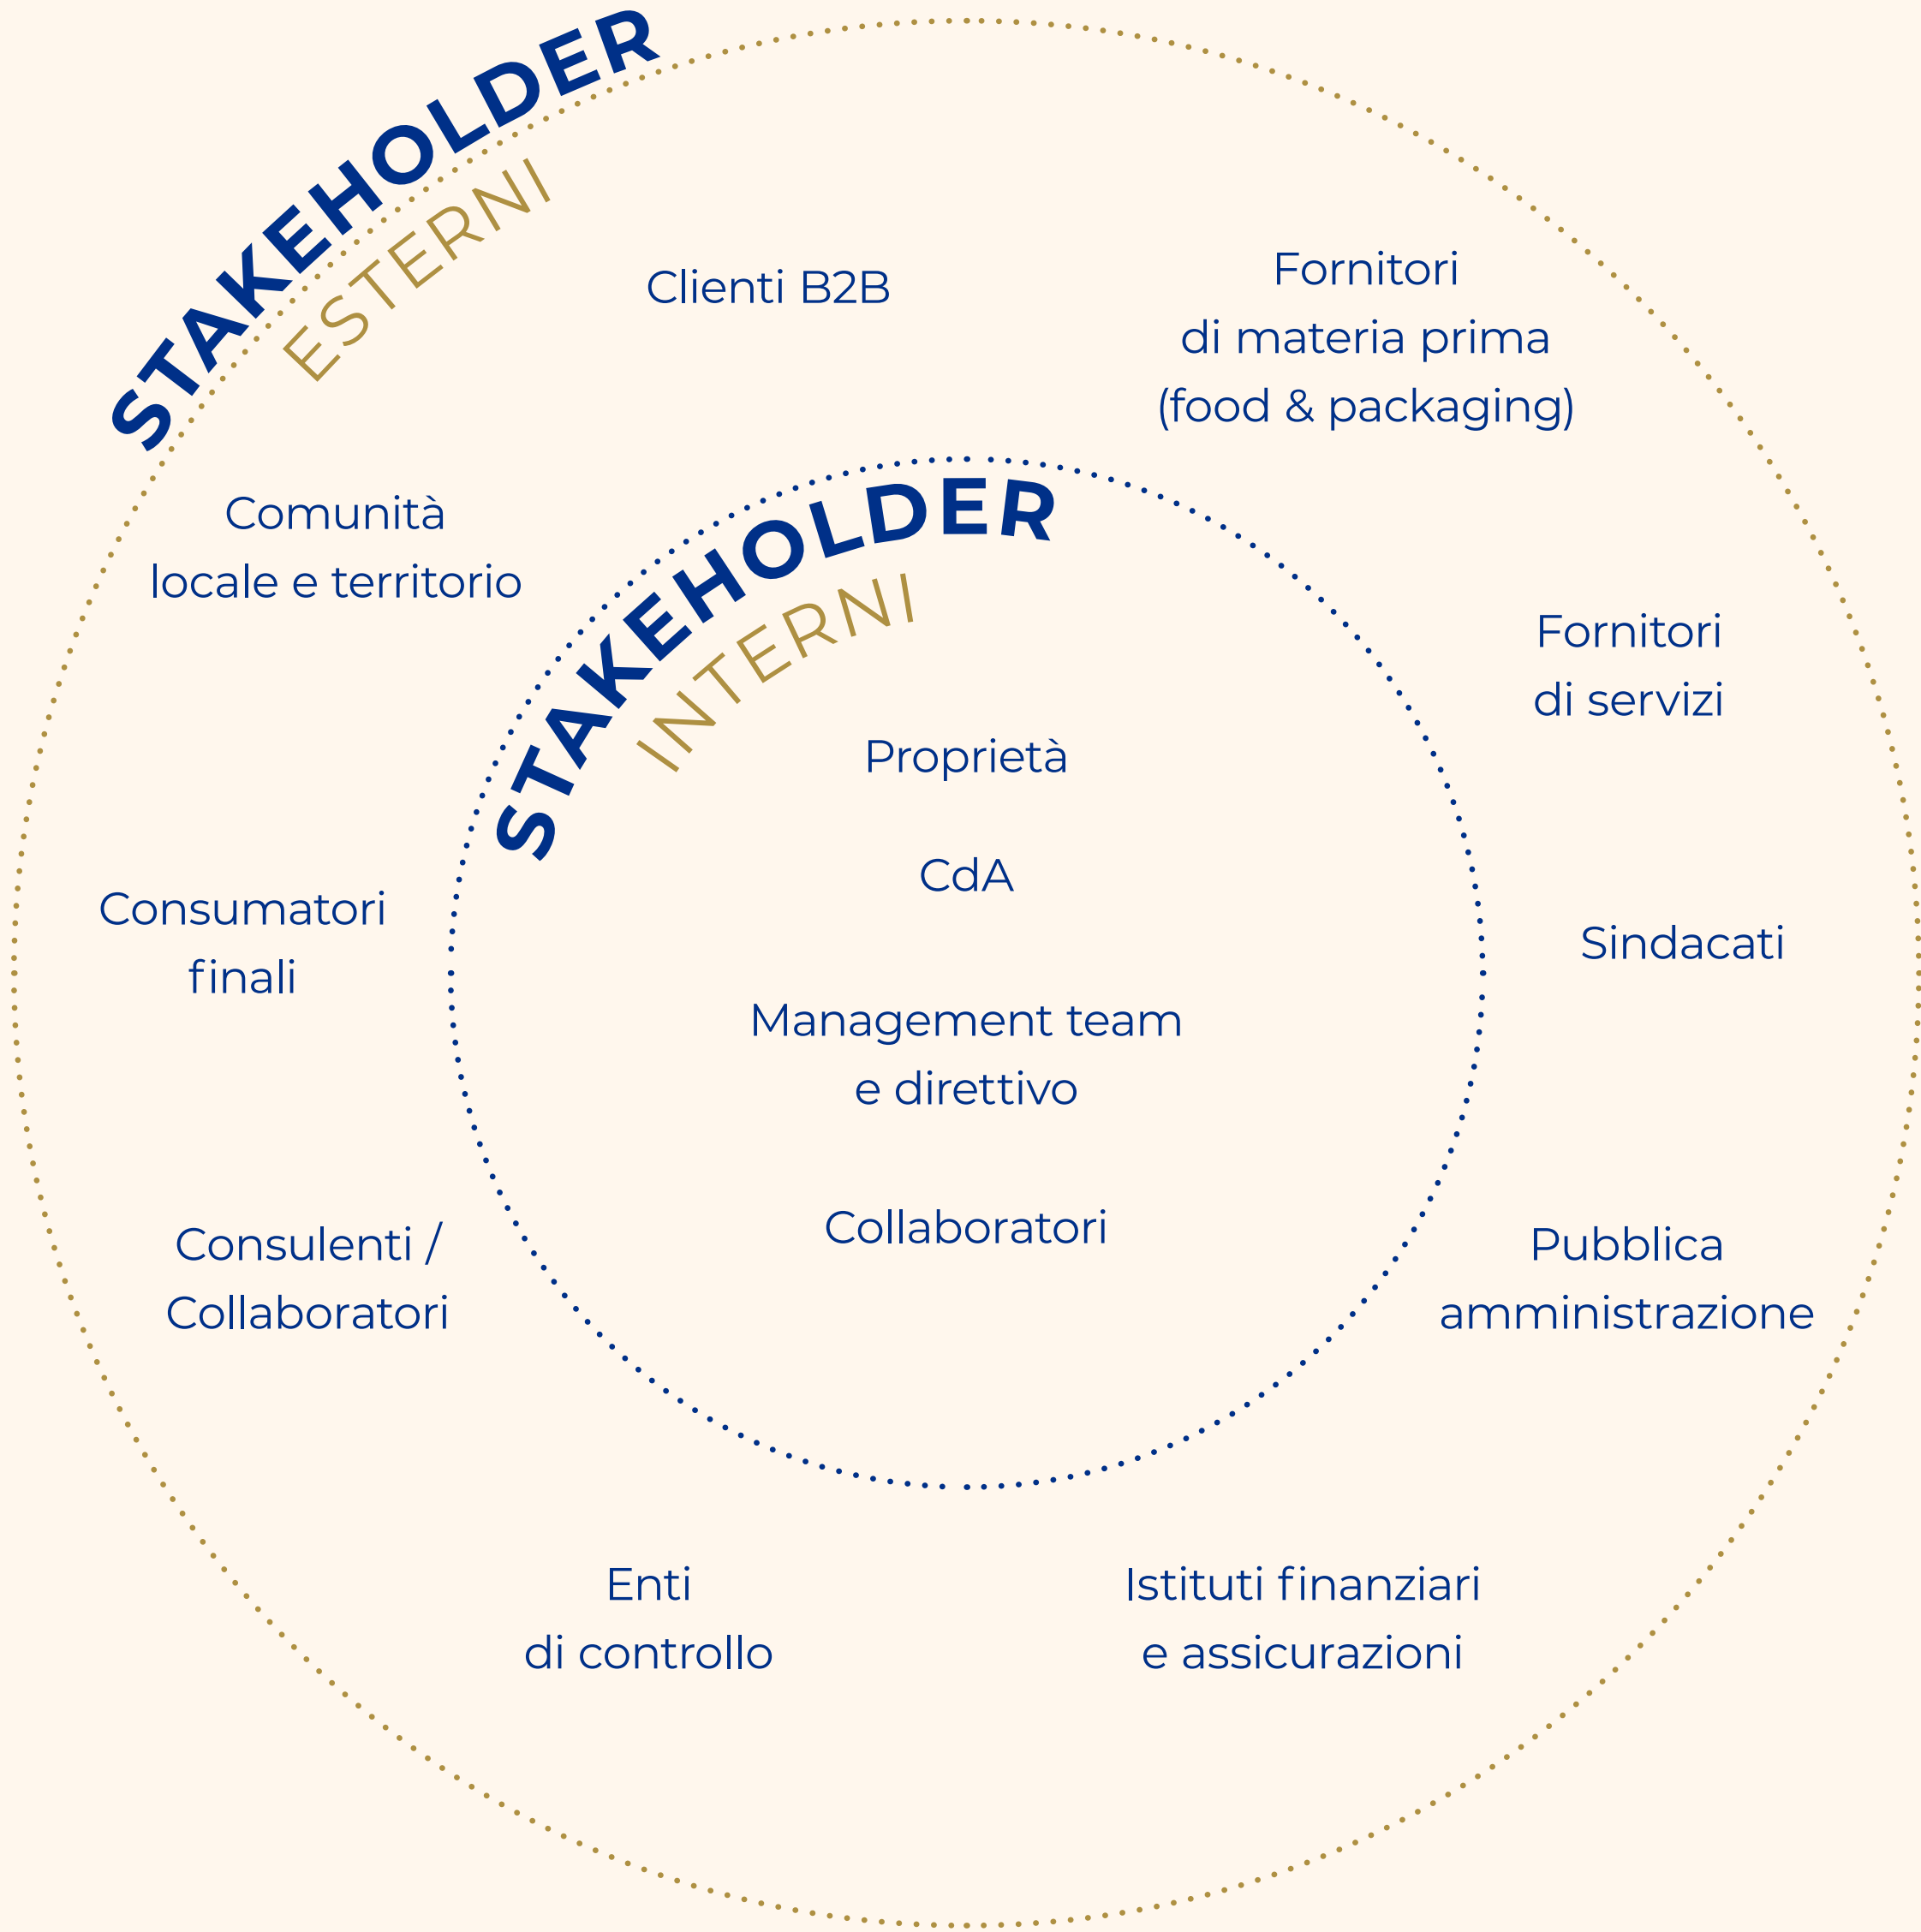 STAKEHOLDER
ESTERNI
Clienti B2B
Fornitori
di materia prima
(food & packaging)
Comunità
locale e territorio
Fornitori
di servizi
Consumatori
finali
Sindacati
Consulenti /
Collaboratori
Pubblica
amministrazione
Enti
di controllo
Istituti finanziari
e assicurazioni
STAKEHOLDER
INTERNI
Proprietà
CdA
Management team
e direttivo
Collaboratori